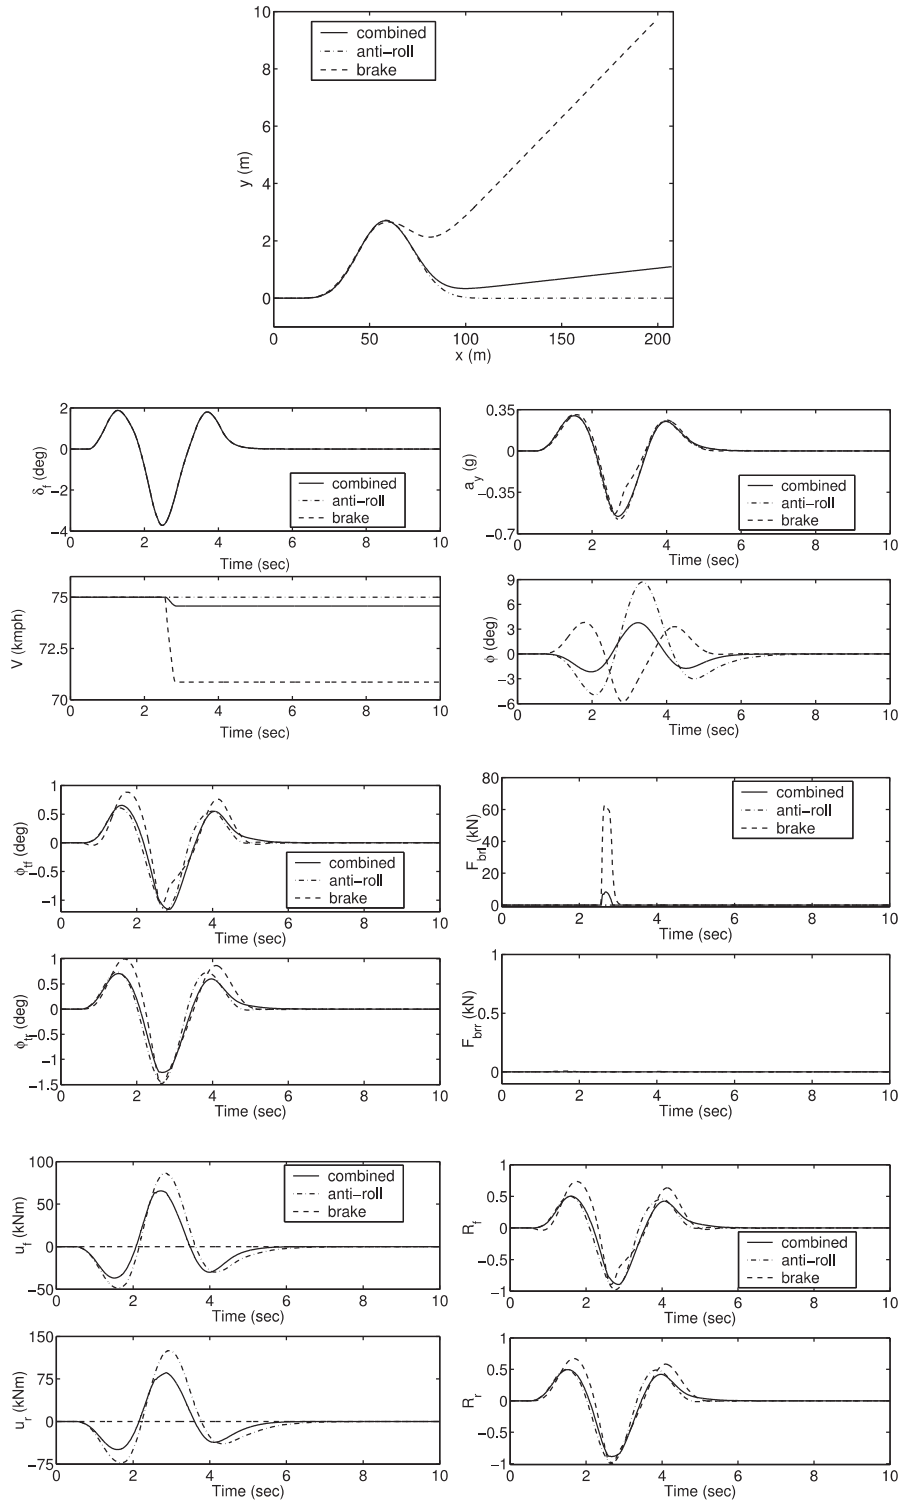 10
8
6
4
2
0
y (m)
combined
anti-roll
brake
0 50 100 150 200
x (m)
2
0
−2
−4
δf (deg)
combined
anti-roll
brake
0 2 4 6 8 10
Time (sec)
0.35
0
−0.35
−0.7
ay (g)
combined
anti-roll
brake
0 2 4 6 8 10
Time (sec)
75
72.5
70
V (kmph)
0 2 4 6 8 10
Time (sec)
9
6
3
0
−3
−6
ϕ (deg)
0 2 4 6 8 10
Time (sec)
1
0.5
0
−0.5
−1
ϕtf (deg)
combined
anti-roll
brake
0 2 4 6 8 10
Time (sec)
80
60
40
20
0
Fbrl (kN)
combined
anti-roll
brake
0 2 4 6 8 10
Time (sec)
1
0.5
0
−0.5
−1
−1.5
ϕtr (deg)
0 2 4 6 8 10
Time (sec)
1
0.5
0
Fbrr (kN)
0 2 4 6 8 10
Time (sec)
100
50
0
−50
uf (kNm)
combined
anti-roll
brake
0 2 4 6 8 10
Time (sec)
1
0.5
0
−0.5
−1
Rf
combined
anti-roll
brake
0 2 4 6 8 10
Time (sec)
150
75
0
−75
ur (kNm)
0 2 4 6 8 10
Time (sec)
1
0.5
0
−0.5
−1
Rr
0 2 4 6 8 10
Time (sec)